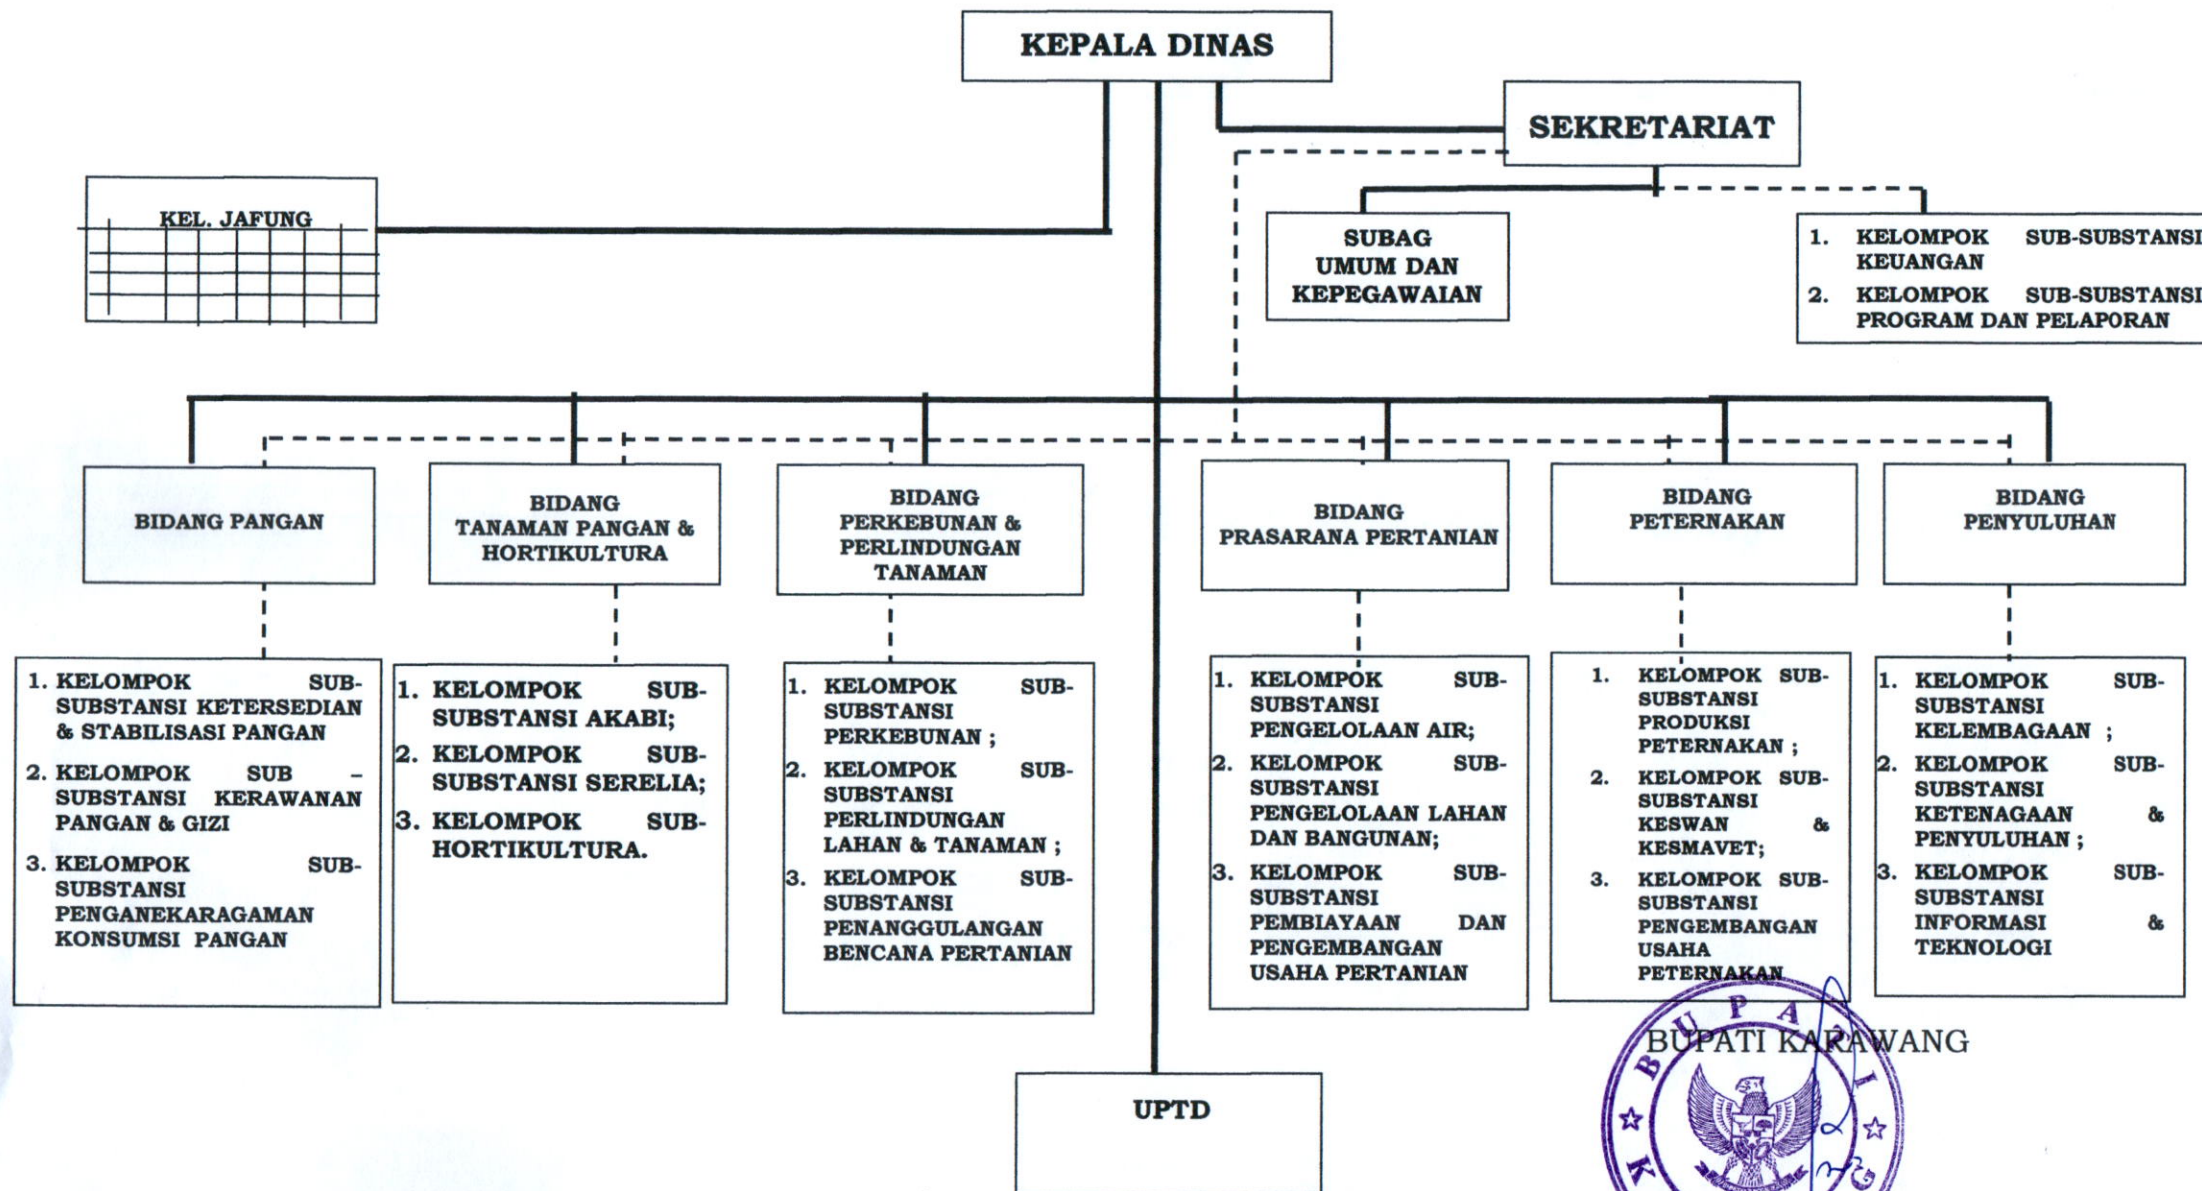 KEPALA DINAS
SEKRETARIAT
KEL. JAFUNG
SUBAG
UMUM DAN
KEPEGAWAIAN
1. KELOMPOK SUB-SUBSTANSI
KEUANGAN
2. KELOMPOK SUB-SUBSTANSI
PROGRAM DAN PELAPORAN
BIDANG PANGAN
BIDANG
TANAMAN PANGAN &
HORTIKULTURA
BIDANG
PERKEBUNAN &
PERLINDUNGAN
TANAMAN
BIDANG
PRASARANA PERTANIAN
BIDANG
PETERNAKAN
BIDANG
PENYULUHAN
1. KELOMPOK SUB-
SUBSTANSI KETERSEDIAN
& STABILISASI PANGAN
2. KELOMPOK SUB –
SUBSTANSI KERAWANAN
PANGAN & GIZI
3. KELOMPOK SUB-
SUBSTANSI
PENGANEKARAGAMAN
KONSUMSI PANGAN
1. KELOMPOK SUB-
SUBSTANSI AKABI;
2. KELOMPOK SUB-
SUBSTANSI SERELIA;
3. KELOMPOK SUB-
HORTIKULTURA.
1. KELOMPOK SUB-
SUBSTANSI
PERKEBUNAN ;
2. KELOMPOK SUB-
SUBSTANSI
PERLINDUNGAN
LAHAN & TANAMAN ;
3. KELOMPOK SUB-
SUBSTANSI
PENANGGULANGAN
BENCANA PERTANIAN
1. KELOMPOK SUB-
SUBSTANSI
PENGELOLAAN AIR;
2. KELOMPOK SUB-
SUBSTANSI
PENGELOLAAN LAHAN
DAN BANGUNAN;
3. KELOMPOK SUB-
SUBSTANSI
PEMBIAYAAN DAN
PENGEMBANGAN
USAHA PERTANIAN
1. KELOMPOK SUB-
SUBSTANSI
PRODUKSI
PETERNAKAN ;
2. KELOMPOK SUB-
SUBSTANSI
KESWAN &
KESMAVET;
3. KELOMPOK SUB-
SUBSTANSI
PENGEMBANGAN
USAHA
PETERNAKAN
1. KELOMPOK SUB-
SUBSTANSI
KELEMBAGAAN ;
2. KELOMPOK SUB-
SUBSTANSI
KETENAGAAN &
PENYULUHAN ;
3. KELOMPOK SUB-
SUBSTANSI
INFORMASI &
TEKNOLOGI
UPTD
BUPATI KARAWANG
BUPATI